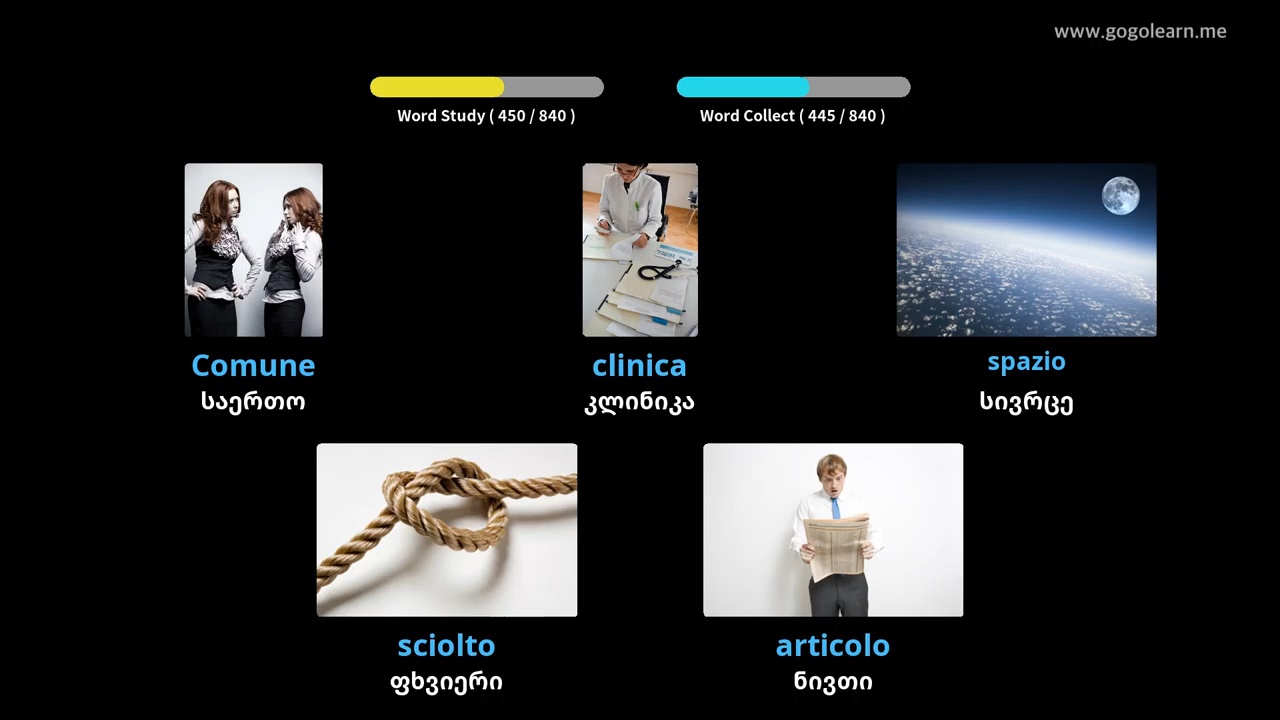 www.gogolearn.me
Word Study ( 450 / 840 )
Word Collect ( 445 / 840 )
Comune
საერთო
clinica
კლინიკა
spazio
სივრცე
sciolto
ფხვიერი
articolo
ნივთი